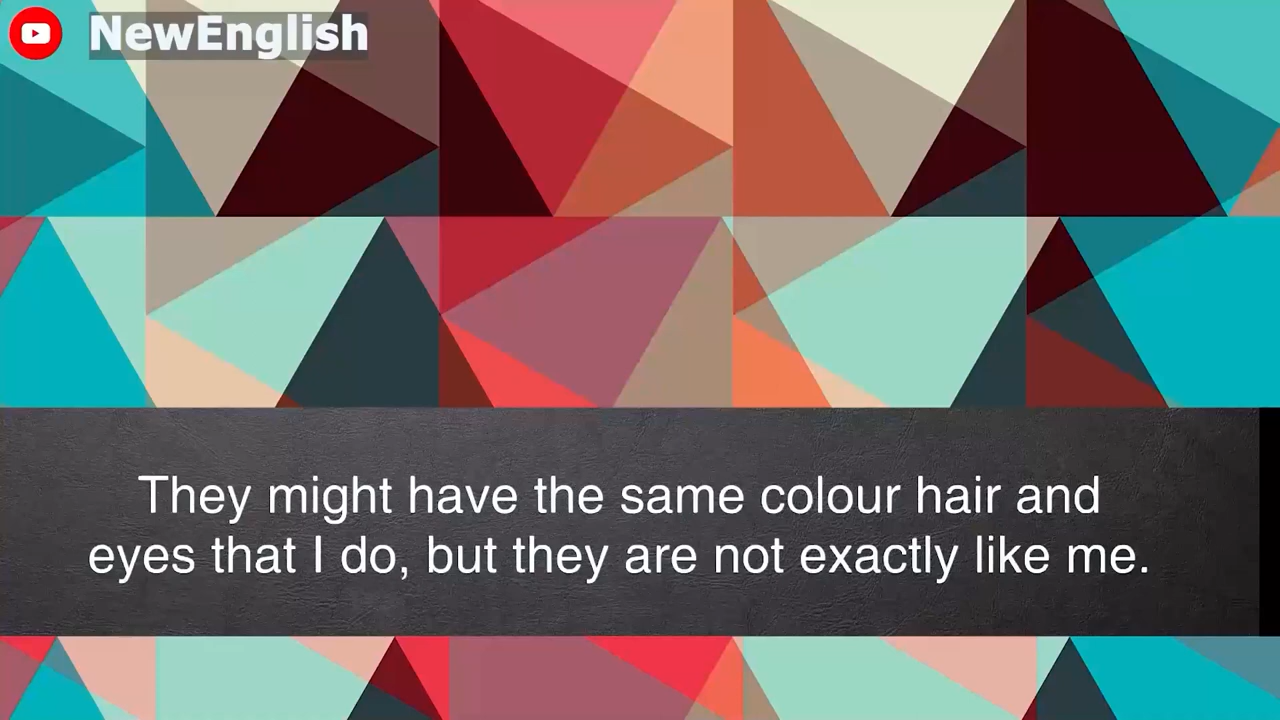 NewEnglish
They might have the same colour hair and
eyes that I do, but they are not exactly like me.